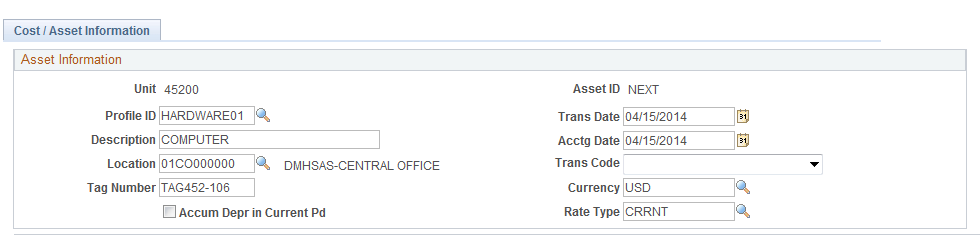 Cost / Asset Information
Asset Information
Unit 45200 Asset ID NEXT
Profile ID HARDWARE01 Trans Date 04/15/2014 31
Description COMPUTER Acctg Date 04/15/2014 31
Location 01CO000000 DMHSAS-CENTRAL OFFICE Trans Code
Tag Number TAG452-106 Currency USD
Accum Depr in Current Pd Rate Type CRRNT